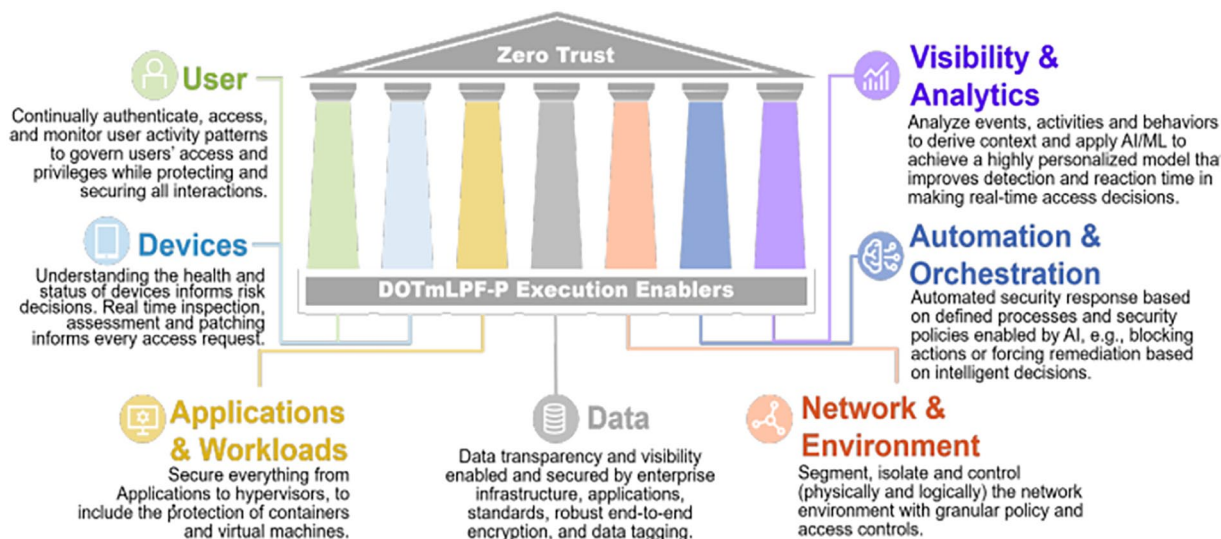 Zero Trust
DOTmLPF-P Execution Enablers
User
Continually authenticate, access,
and monitor user activity patterns
to govern users' access and
privileges while protecting and
securing all interactions.
Devices
Understanding the health and
status of devices informs risk
decisions. Real time inspection,
assessment and patching
informs every access request.
Applications
& Workloads
Secure everything from
Applications to hypervisors, to
include the protection of containers
and virtual machines.
Data
Data transparency and visibility
enabled and secured by enterprise
infrastructure, applications,
standards, robust end-to-end
encryption, and data tagging.
Network &
Environment
Segment, isolate and control
(physically and logically) the network
environment with granular policy and
access controls.
Automation &
Orchestration
Automated security response based
on defined processes and security
policies enabled by AI, e.g., blocking
actions or forcing remediation based
on intelligent decisions.
Visibility &
Analytics
Analyze events, activities and behaviors
to derive context and apply AI/ML to
achieve a highly personalized model tha
improves detection and reaction time in
making real-time access decisions.